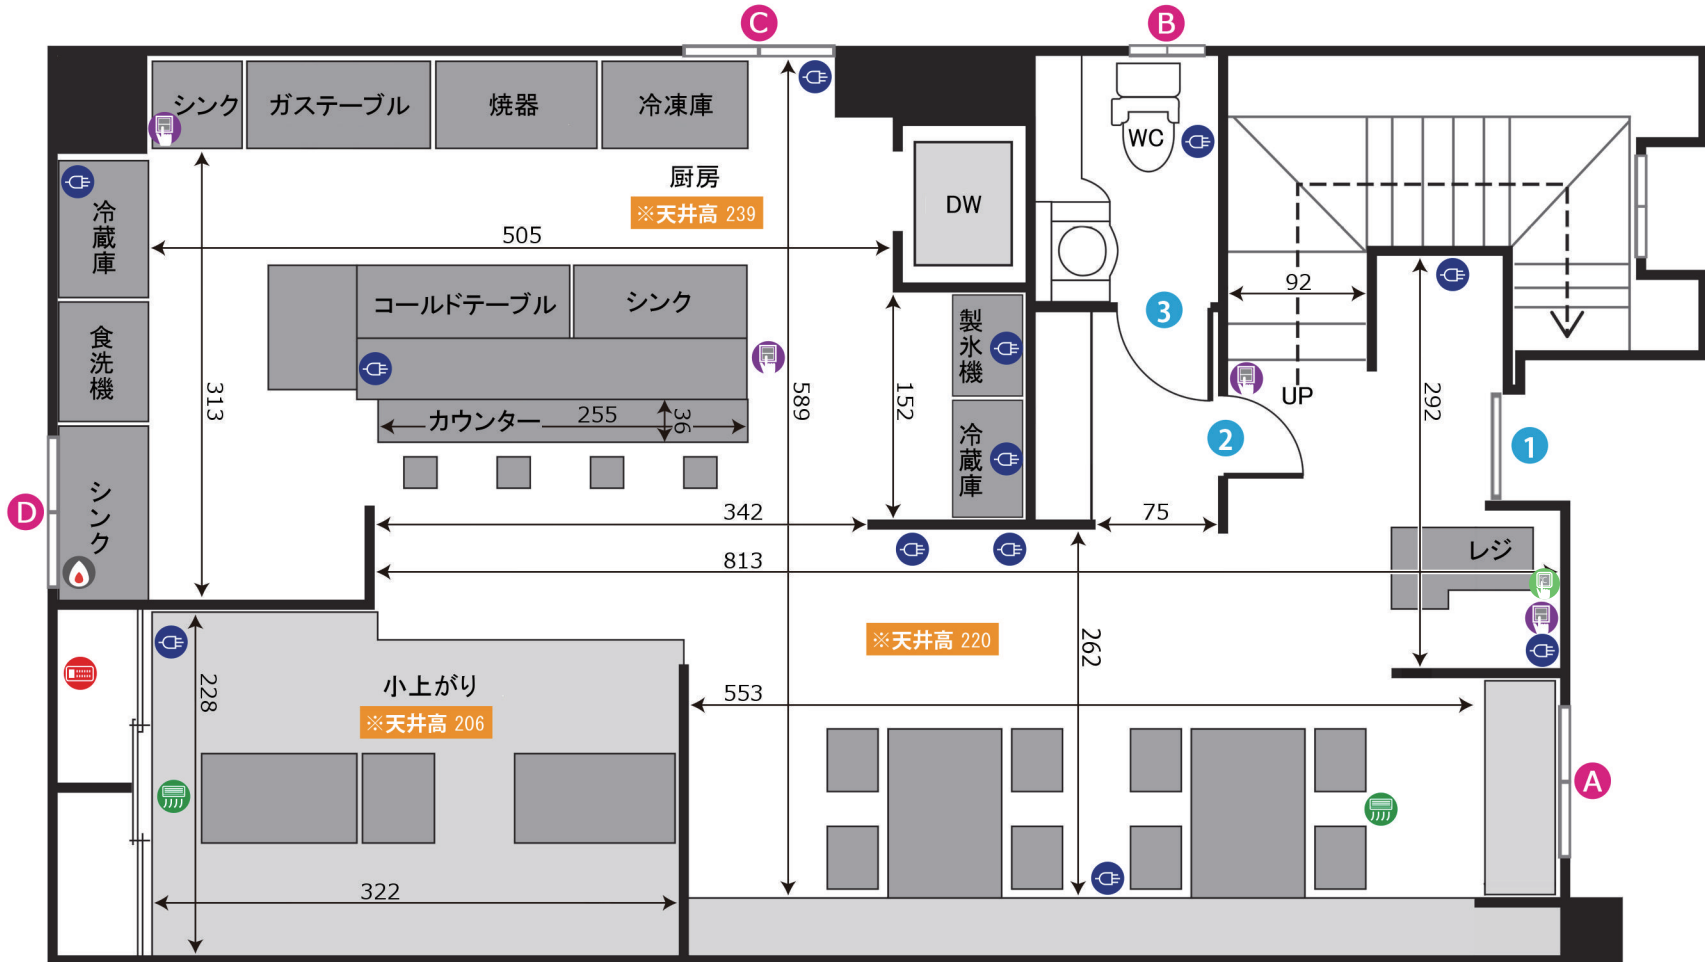 C
B
シンク
ガステーブル
焼器
冷凍庫
WC
厨房
※天井高 239
DW
冷蔵庫
505
コールドテーブル
シンク
92
3
製氷機
食洗機
313
589
152
UP
292
カウンター
255
36
2
1
冷蔵庫
シンク
D
342
75
レジ
813
※天井高 220
262
小上がり
228
※天井高 206
553
A
322